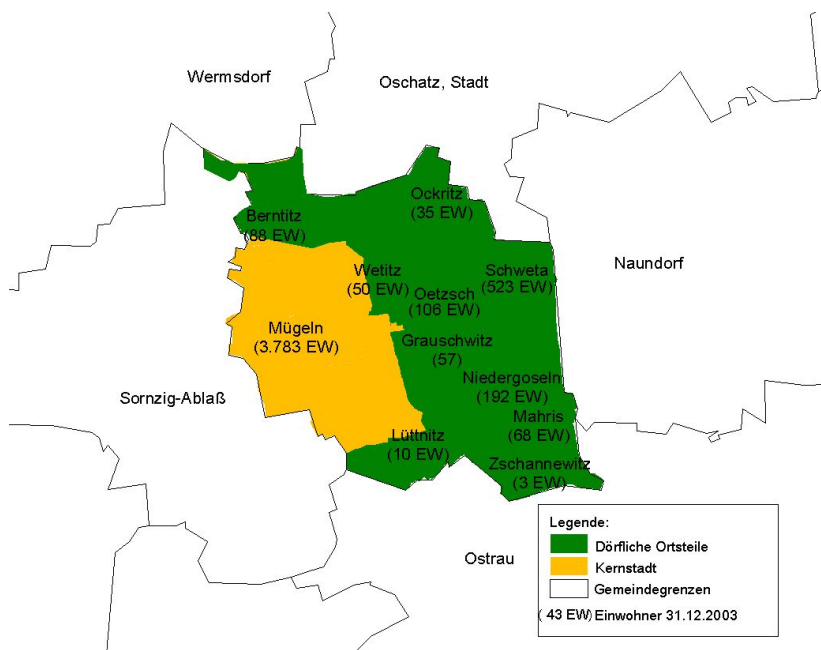 Wermsdorf
Oschatz, Stadt
Ockritz
(35 EW)
Berntitz
(88 EW)
Wetitz
(50 EW)
Schweta
(523 EW)
Naundorf
Oetzsch
(106 EW)
Mügeln
(3.783 EW)
Grauschwitz
(57)
Niedergoseln
(192 EW)
Sornzig-Ablaß
Mahris
(68 EW)
Lüttnitz
(10 EW)
Zschannewitz
(3 EW)
Ostrau
Legende:
Dörfliche Ortsteile
Kernstadt
Gemeindegrenzen
( 43 EW) Einwohner 31.12.2003